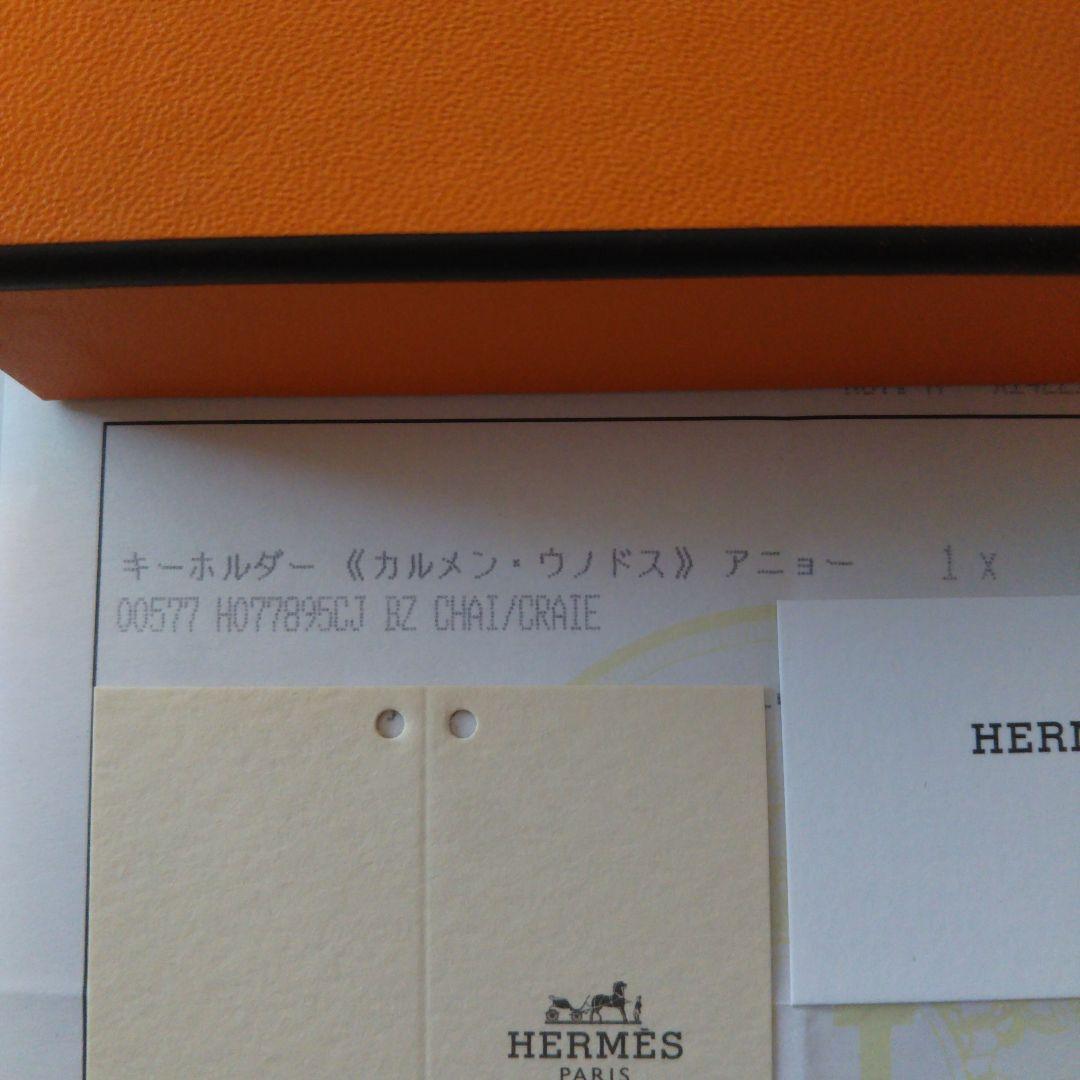 キーホルダー 《カルメン・ウノドス》 アニョー 1 x
00577 H077895CJ BZ CHAI/CRAIE
HERM
HERMÈS
PARIS